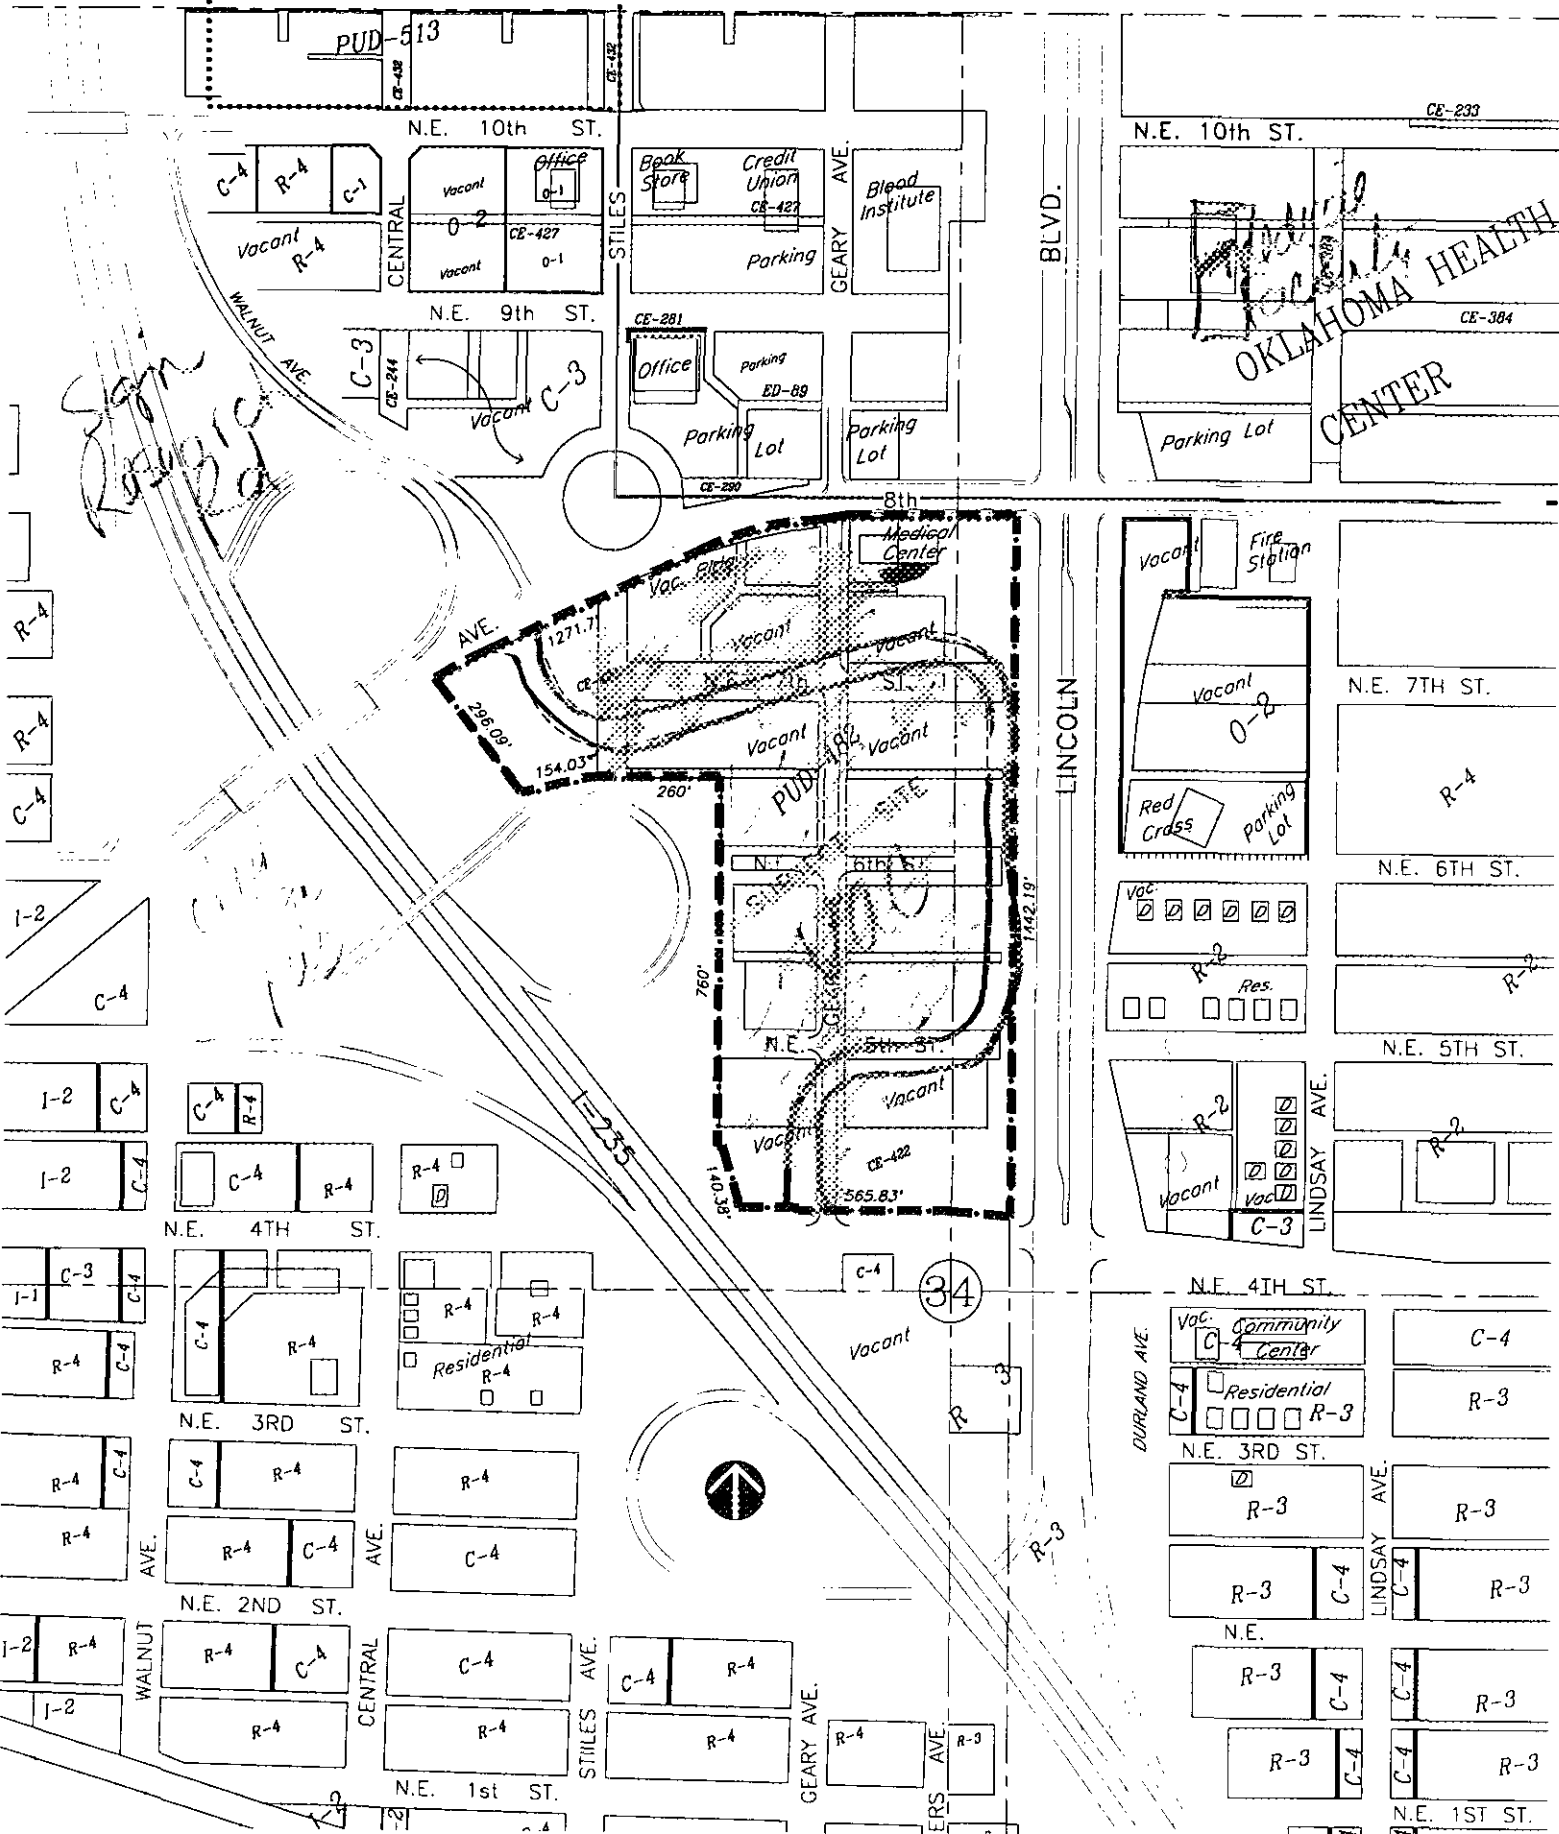 PUD-513
CE-432
CE-432
CE-233
N.E. 10th ST.
N.E. 10th ST.
C-4
R-4
C-1
Vacant
Office
O-1
Book
Store
Credit
Union
CE-427
GEARY AVE.
Blood
Institute
O-2
CE-427
Vacant
R-4
CENTRAL
Vacant
O-1
STILES
Parking
BLVD.
OKLAHOMA HEALTH
CENTER
WALNUT AVE.
N.E. 9th ST.
CE-281
CE-384
C-3
CE-244
Vacant
C-3
Office
Parking
ED-89
Parking
Lot
Parking
Lot
Parking Lot
CE-290
8th
Medical
Center
Vacant
Fire
Station
Vac. Bldg.
R-4
AVE.
1271.7'
Vacant
Vacant
ST.
N.E. 7TH ST.
LINCOLN
Vacant
O-2
R-4
296.09'
Vacant
Vacant
PUD-482
154.03'
260'
SITE
C-4
Red
Cross
Parking
Lot
R-4
6th
N.E. 6TH ST.
I-2
Vac.
D D D D D D
1442.19'
R-2
R-2
C-4
760'
Res.
N.E. 5th ST.
N.E. 5TH ST.
I-2
C-4
C-4
R-4
I-235
Vacant
Vacant
CE-422
R-2
D
D
D
D D
Vac. D
LINDSAY AVE.
R-2
I-2
C-4
C-4
R-4
R-4
D
140.38'
565.83'
Vacant
C-3
N.E. 4TH ST.
C-3
C-4
I-1
C-4
34
N.E. 4TH ST.
R-4
C-4
C-4
R-4
R-4
R-4
Residential
R-4
Vacant
R-3
DURLAND AVE.
Vac.
C-4
Community
Center
C-4
C-4
Residential
R-3
R-3
N.E. 3RD ST.
N.E. 3RD ST.
R-4
C-4
C-4
R-4
R-4
D
R-3
R-3
R-4
AVE.
R-4
C-4
AVE.
C-4
R-3
LINDSAY AVE.
R-3
C-4
C-4
R-3
N.E. 2ND ST.
N.E.
I-2
R-4
WALNUT
R-4
C-4
CENTRAL
C-4
STILES AVE.
C-4
R-4
R-3
C-4
C-4
R-3
I-2
R-4
R-4
R-4
GEARY AVE.
R-4
ERS AVE.
R-3
R-3
C-4
C-4
R-3
N.E. 1st ST.
N.E. 1ST ST.
I-2